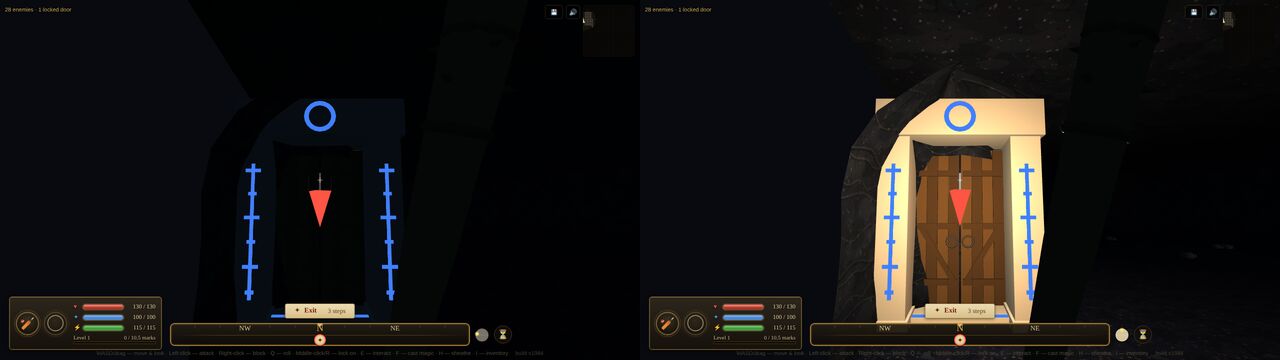 28 enemies · 1 locked door
130 / 130
100 / 100
115 / 115
Level 1
0 / 10.5 marks
Exit 3 steps
NW N NE
28 enemies · 1 locked door
130 / 130
100 / 100
115 / 115
Level 1
0 / 10.5 marks
Exit 3 steps
NW N NE